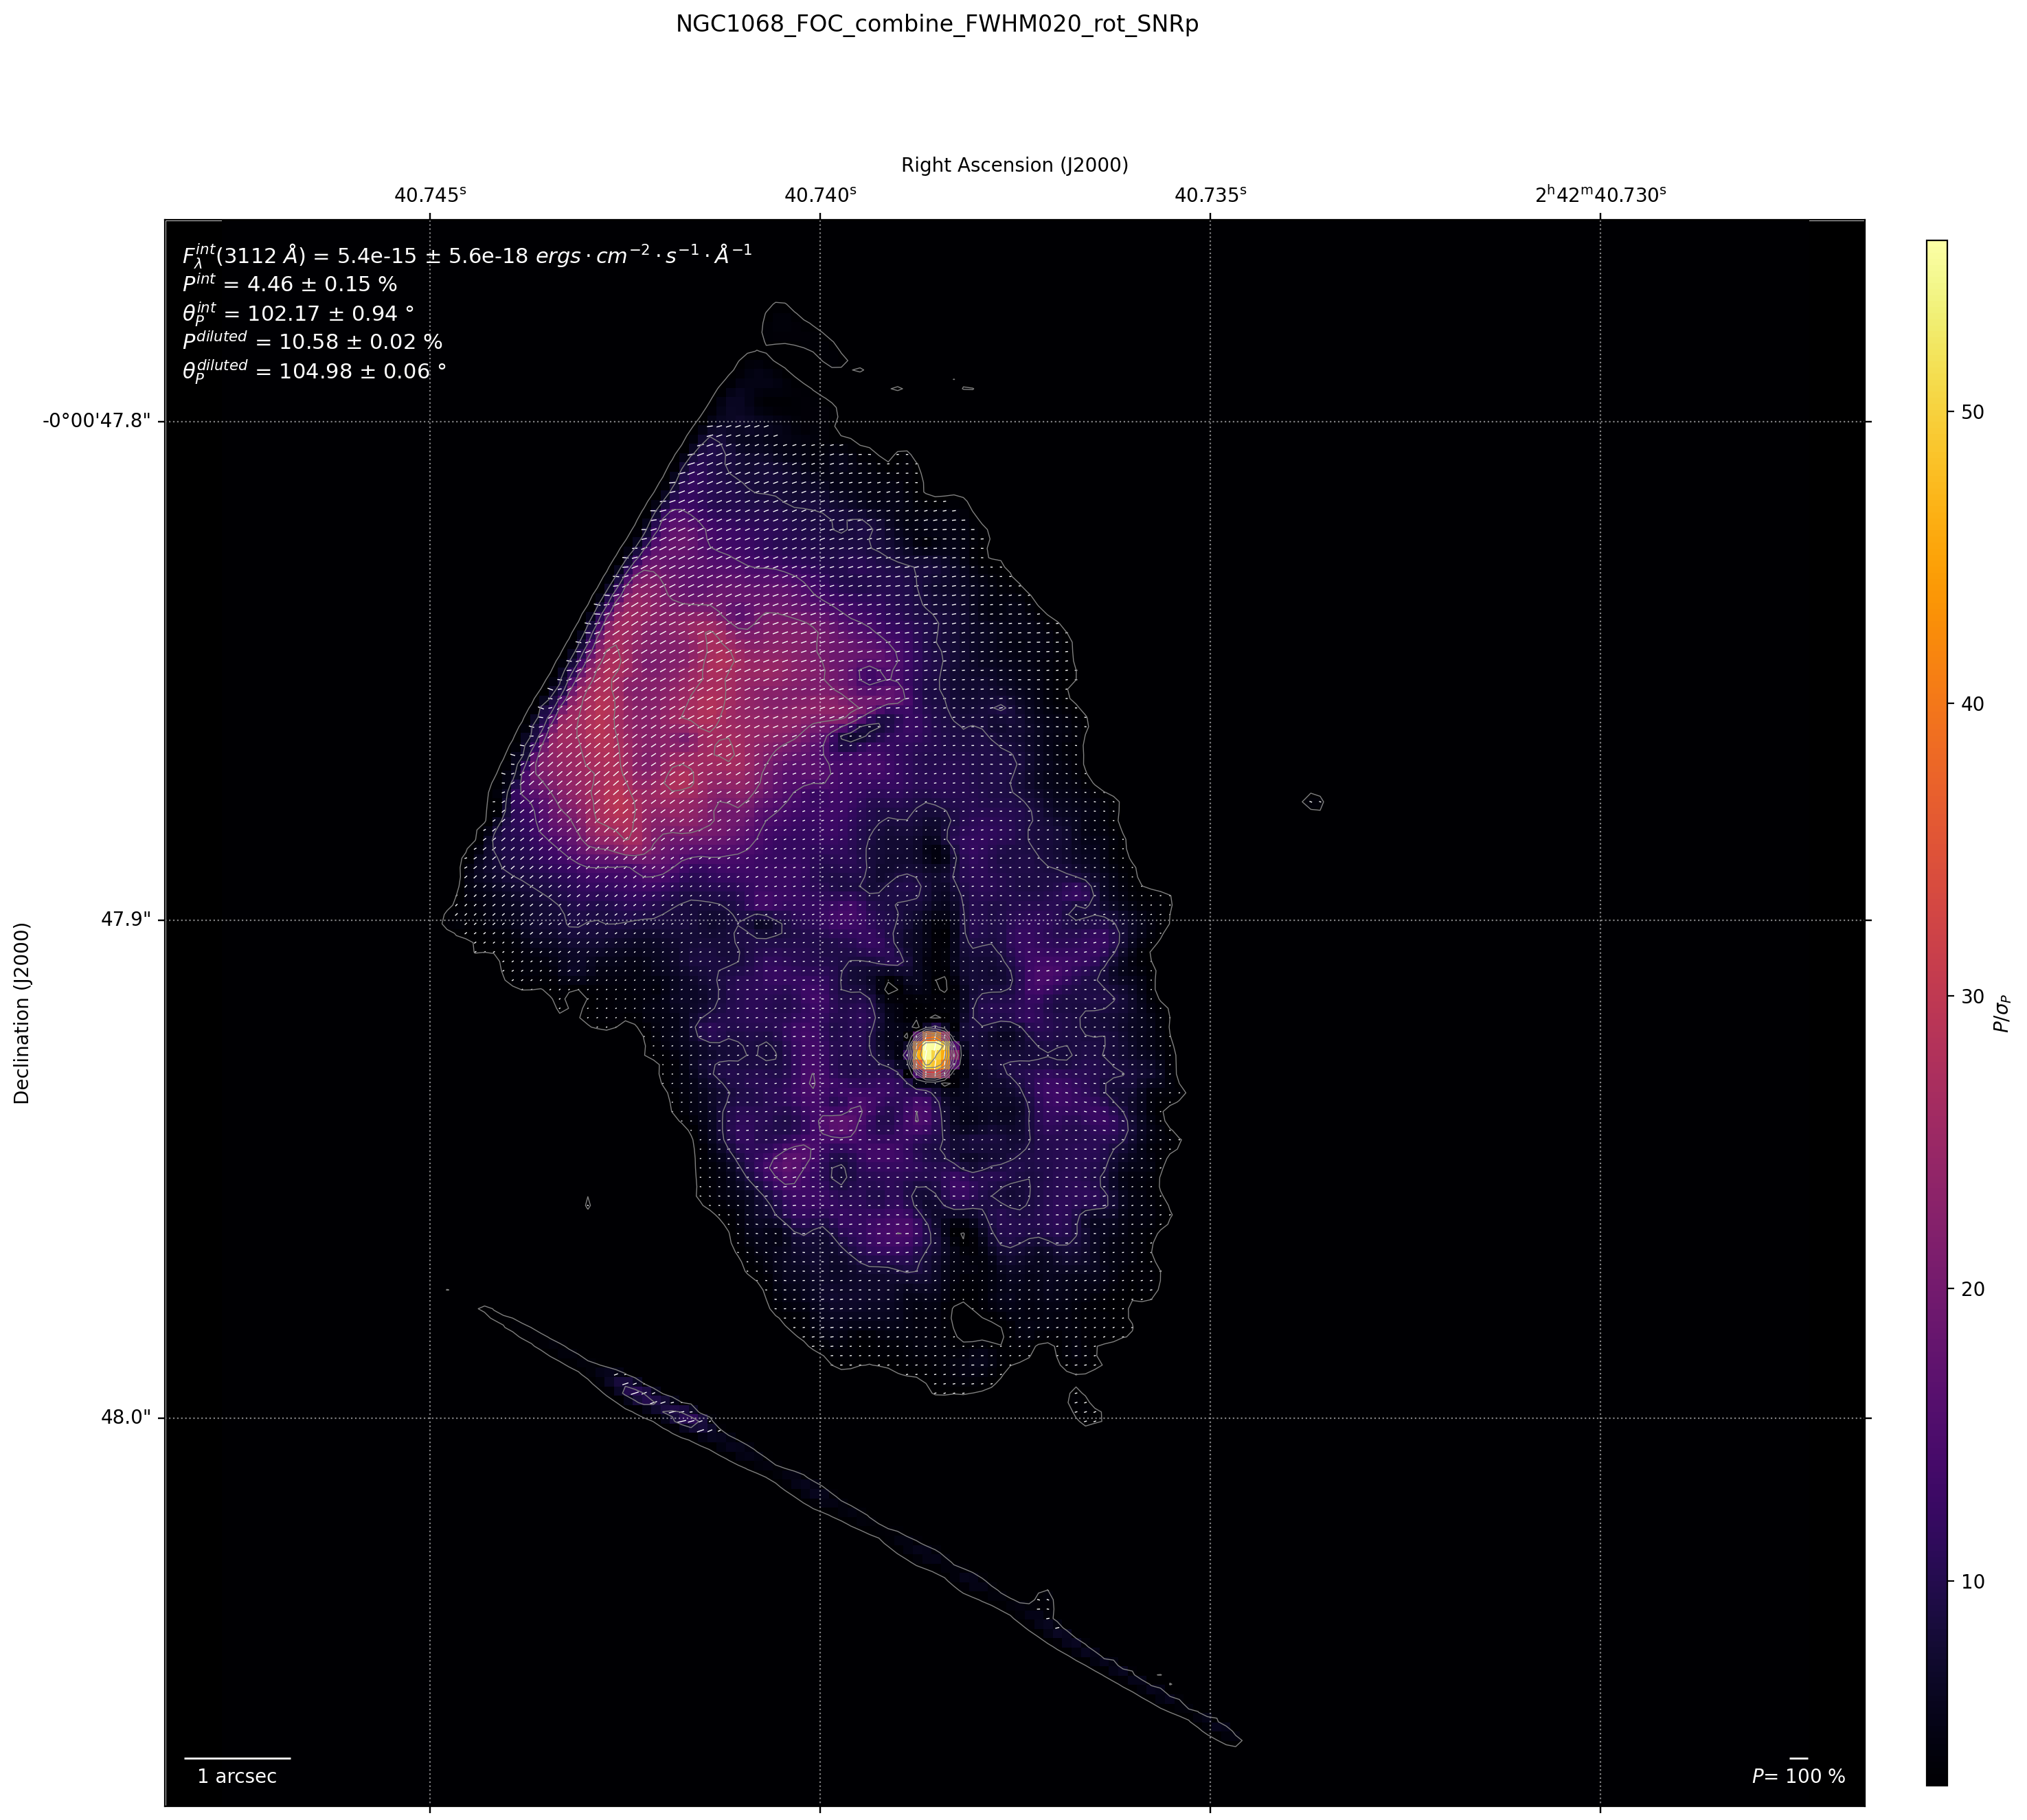 NGC1068_FOC_combine_FWHM020_rot_SNRp
Right Ascension (J2000)
40.745ˢ 40.740ˢ 40.735ˢ 2ʰ42ᵐ40.730ˢ
F_λ^int(3112 Å) = 5.4e-15 ± 5.6e-18 ergs · cm⁻² · s⁻¹ · Å⁻¹
P^int = 4.46 ± 0.15 %
θ_P^int = 102.17 ± 0.94 °
P^diluted = 10.58 ± 0.02 %
θ_P^diluted = 104.98 ± 0.06 °
-0°00'47.8"
47.9"
48.0"
Declination (J2000)
50
40
30
20
10
P/σ_P
1 arcsec
P= 100 %